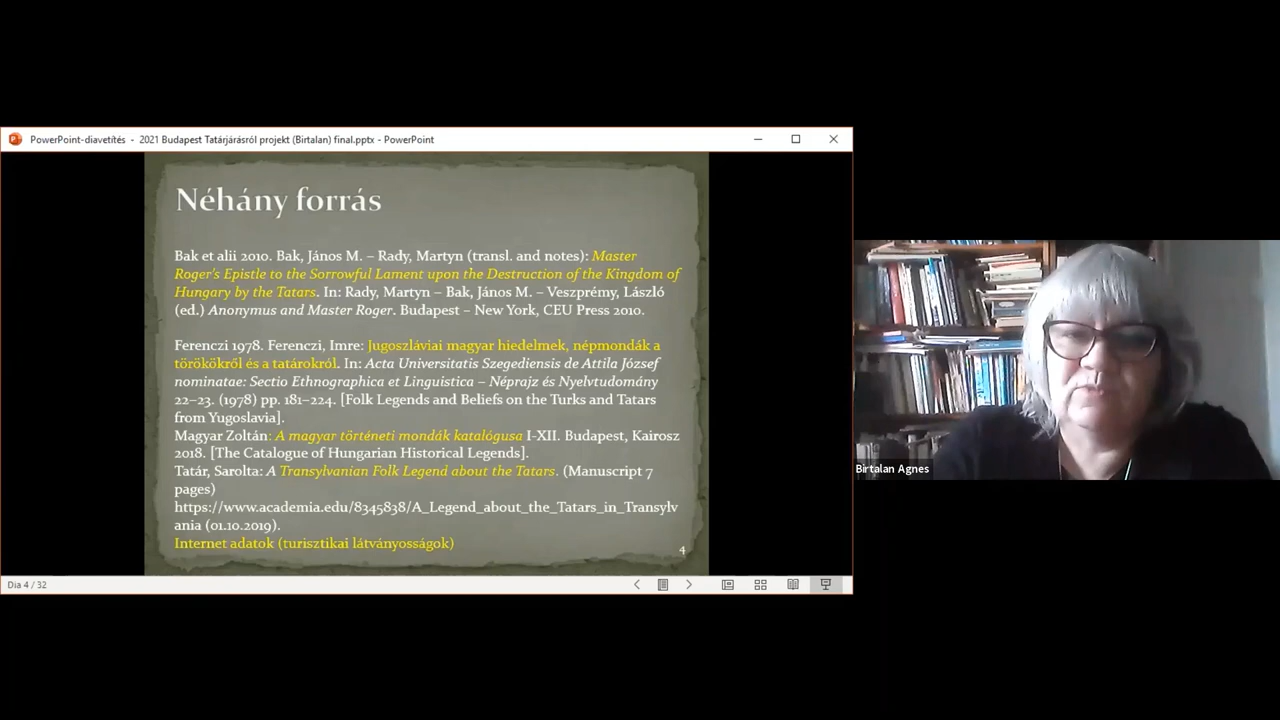 PowerPoint-diavetítés - 2021 Budapest Tatárjárásról projekt (Birtalan) final.pptx - PowerPoint
Néhány forrás
Bak et alii 2010. Bak, János M. – Rady, Martyn (transl. and notes): Master
Roger's Epistle to the Sorrowful Lament upon the Destruction of the Kingdom of
Hungary by the Tatars. In: Rady, Martyn – Bak, János M. – Veszprémy, László
(ed.) Anonymus and Master Roger. Budapest – New York, CEU Press 2010.
Ferenczi 1978. Ferenczi, Imre: Jugoszláviai magyar hiedelmek, népmondák a
törökökről és a tatárokról. In: Acta Universitatis Szegediensis de Attila József
nominatae: Sectio Ethnographica et Linguistica – Néprajz és Nyelvtudomány
22–23. (1978) pp. 181–224. [Folk Legends and Beliefs on the Turks and Tatars
from Yugoslavia].
Magyar Zoltán: A magyar történeti mondák katalógusa I-XII. Budapest, Kairosz
2018. [The Catalogue of Hungarian Historical Legends].
Tatár, Sarolta: A Transylvanian Folk Legend about the Tatars. (Manuscript 7
pages)
https://www.academia.edu/8345838/A_Legend_about_the_Tatars_in_Transylv
ania (01.10.2019).
Internet adatok (turisztikai látványosságok)
4
Dia 4 / 32
Birtalan Agnes